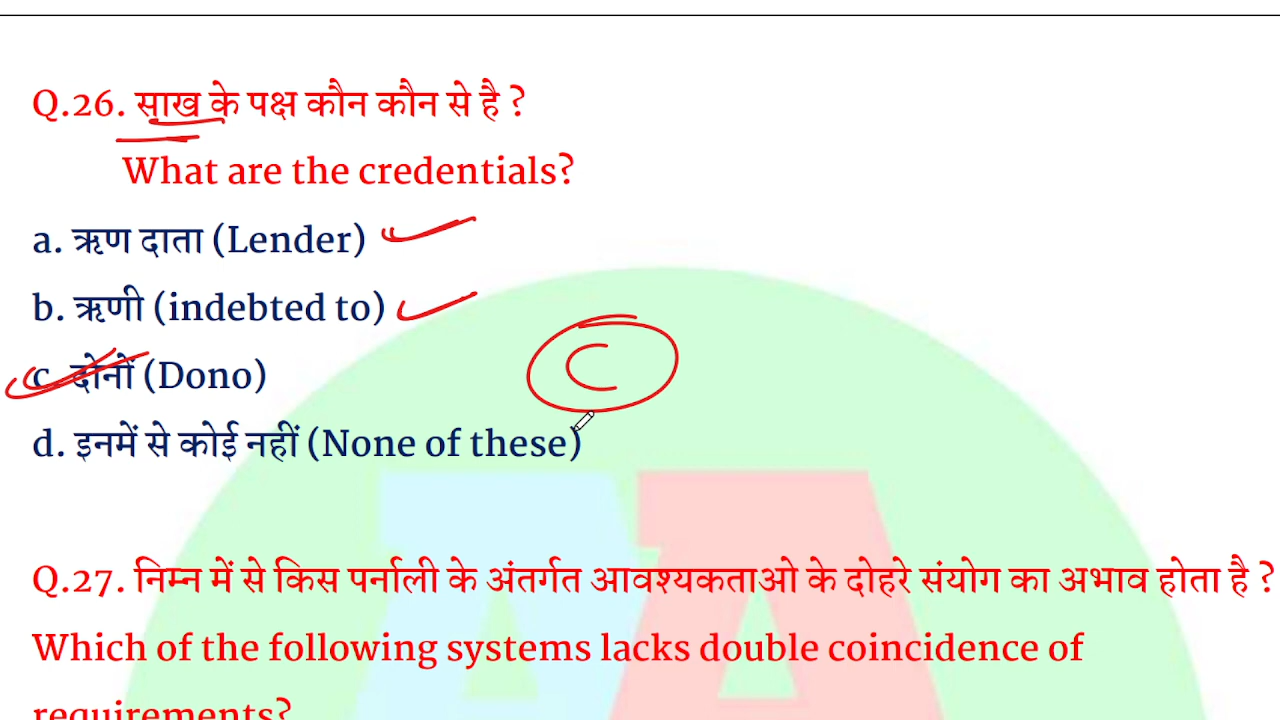 Q.26. साख के पक्ष कौन कौन से है ?
What are the credentials?
a. ऋण दाता (Lender)
b. ऋणी (indebted to)
c. दोनों (Dono)
C
d. इनमें से कोई नहीं (None of these)
Q.27. निम्न में से किस पर्नाली के अंतर्गत आवश्यकताओ के दोहरे संयोग का अभाव होता है ?
Which of the following systems lacks double coincidence of
requirements?